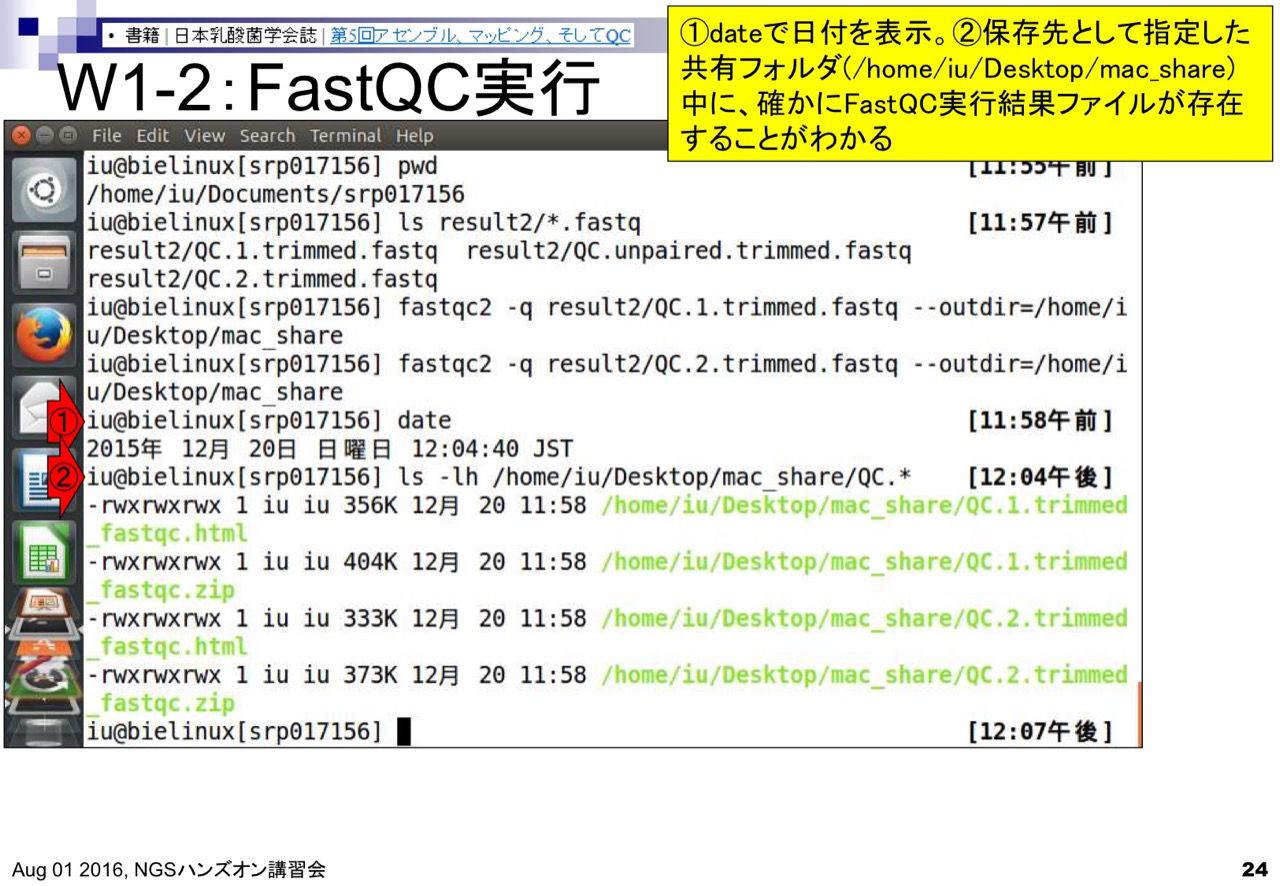 • 書籍 | 日本乳酸菌学会誌 | 第5回アセンブル、マッピング、そしてQC
W1-2：FastQC実行
①dateで日付を表示。②保存先として指定した
共有フォルダ(/home/iu/Desktop/mac_share)
中に、確かにFastQC実行結果ファイルが存在
することがわかる
File Edit View Search Terminal Help
iu@bielinux[srp017156] pwd [11:55午前]
/home/iu/Documents/srp017156
iu@bielinux[srp017156] ls result2/*.fastq [11:57午前]
result2/QC.1.trimmed.fastq result2/QC.unpaired.trimmed.fastq
result2/QC.2.trimmed.fastq
iu@bielinux[srp017156] fastqc2 -q result2/QC.1.trimmed.fastq --outdir=/home/i
u/Desktop/mac_share
iu@bielinux[srp017156] fastqc2 -q result2/QC.2.trimmed.fastq --outdir=/home/i
u/Desktop/mac_share
① iu@bielinux[srp017156] date [11:58午前]
2015年 12月 20日 日曜日 12:04:40 JST
② iu@bielinux[srp017156] ls -lh /home/iu/Desktop/mac_share/QC.* [12:04午後]
-rwxrwxrwx 1 iu iu 356K 12月 20 11:58 /home/iu/Desktop/mac_share/QC.1.trimmed
_fastqc.html
-rwxrwxrwx 1 iu iu 404K 12月 20 11:58 /home/iu/Desktop/mac_share/QC.1.trimmed
_fastqc.zip
-rwxrwxrwx 1 iu iu 333K 12月 20 11:58 /home/iu/Desktop/mac_share/QC.2.trimmed
_fastqc.html
-rwxrwxrwx 1 iu iu 373K 12月 20 11:58 /home/iu/Desktop/mac_share/QC.2.trimmed
_fastqc.zip
iu@bielinux[srp017156] [12:07午後]
Aug 01 2016, NGSハンズオン講習会
24